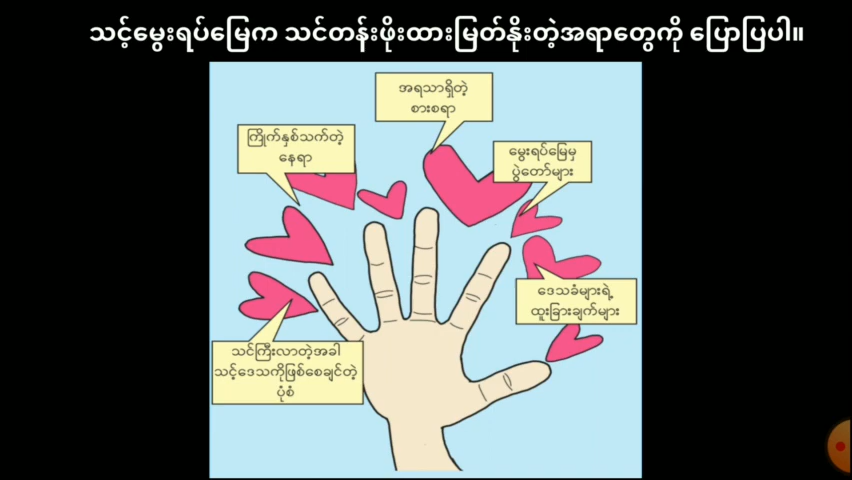 သင့်မွေးရပ်မြေက သင်တန်းဖိုးထားမြတ်နိုးတဲ့အရာတွေကို ပြောပြပါ။
အရသာရှိတဲ့
စားစရာ
ကြိုက်နှစ်သက်တဲ့
နေရာ
မွေးရပ်မြေမှ
ပွဲတော်များ
ဒေသခံများရဲ့
ထူးခြားချက်များ
သင်ကြီးလာတဲ့အခါ
သင့်ဒေသကိုဖြစ်စေချင်တဲ့
ပုံစံ